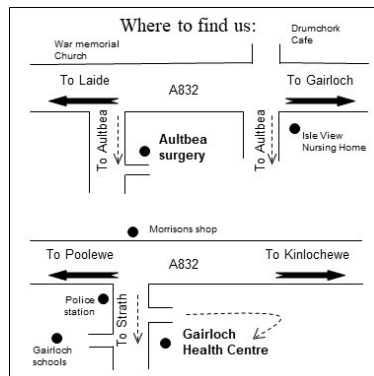 Where to find us:
War memorial
Church
Drumchork
Cafe
To Laide
A832
To Gairloch
To Aultbea
Aultbea
surgery
To Aultbea
Isle View
Nursing Home
Morrisons shop
To Poolewe
A832
To Kinlochewe
Police
station
To Strath
Gairloch
schools
Gairloch
Health Centre